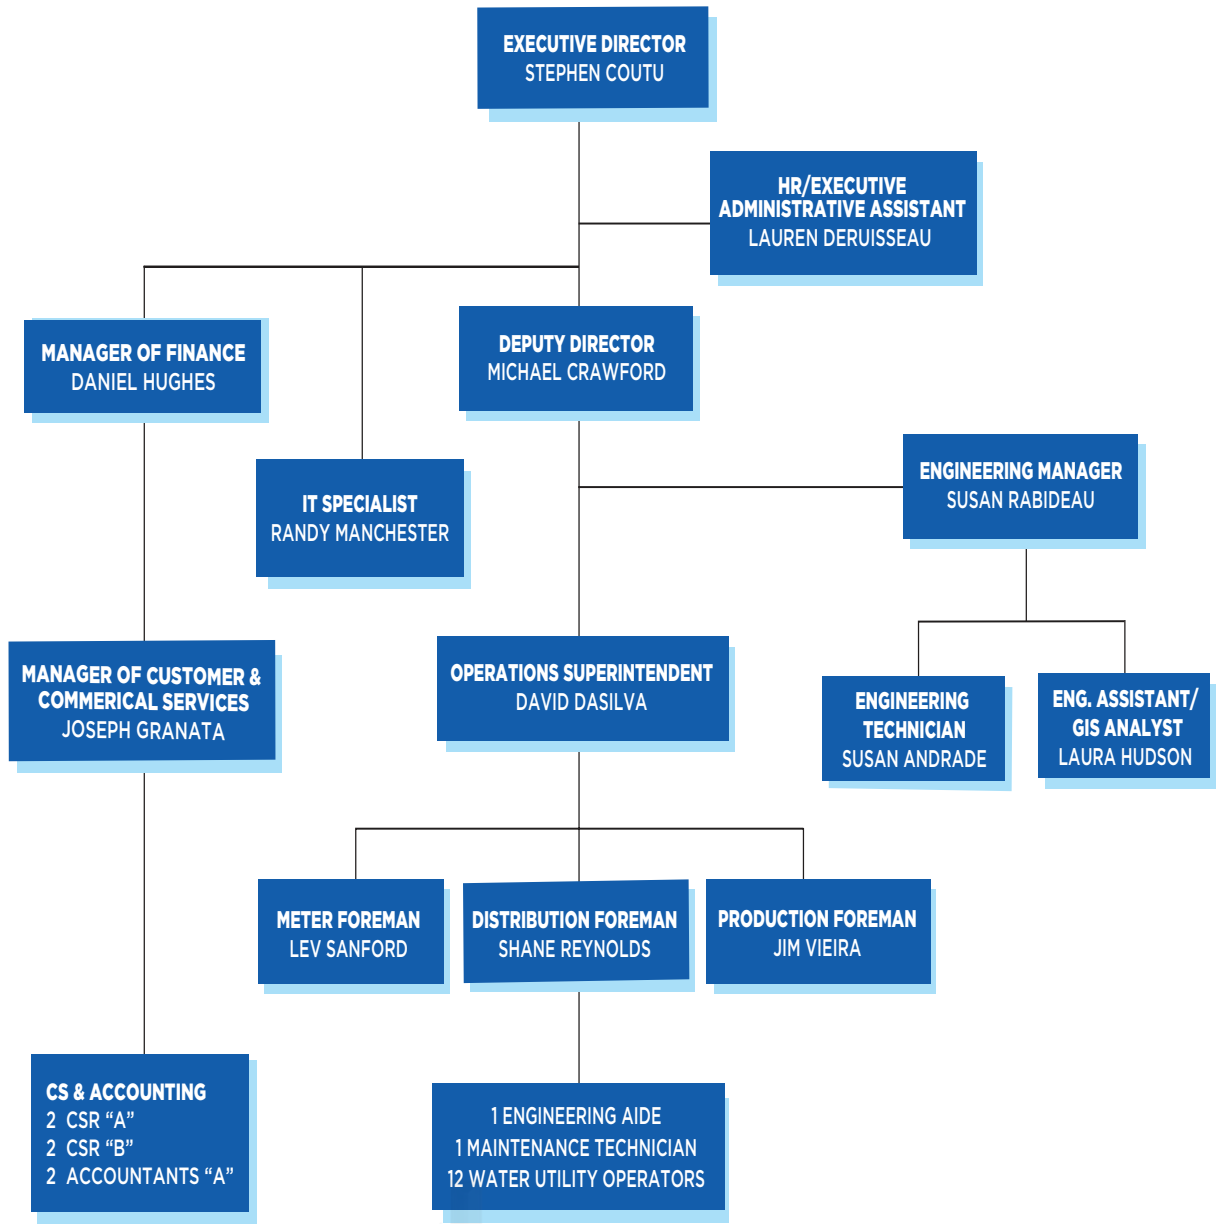 EXECUTIVE DIRECTOR
STEPHEN COUTU
HR/EXECUTIVE
ADMINISTRATIVE ASSISTANT
LAUREN DERUISSEAU
MANAGER OF FINANCE
DANIEL HUGHES
DEPUTY DIRECTOR
MICHAEL CRAWFORD
IT SPECIALIST
RANDY MANCHESTER
ENGINEERING MANAGER
SUSAN RABIDEAU
MANAGER OF CUSTOMER &
COMMERICAL SERVICES
JOSEPH GRANATA
OPERATIONS SUPERINTENDENT
DAVID DASILVA
ENGINEERING
TECHNICIAN
SUSAN ANDRADE
ENG. ASSISTANT/
GIS ANALYST
LAURA HUDSON
METER FOREMAN
LEV SANFORD
DISTRIBUTION FOREMAN
SHANE REYNOLDS
PRODUCTION FOREMAN
JIM VIEIRA
CS & ACCOUNTING
2 CSR “A”
2 CSR “B”
2 ACCOUNTANTS “A”
1 ENGINEERING AIDE
1 MAINTENANCE TECHNICIAN
12 WATER UTILITY OPERATORS